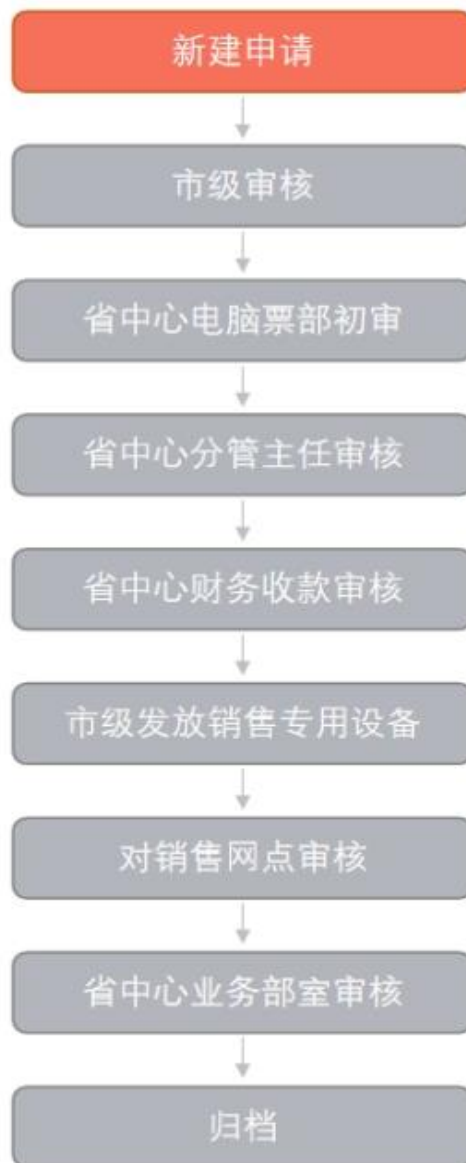 新建申请
市级审核
省中心电脑票部初审
省中心分管主任审核
省中心财务收款审核
市级发放销售专用设备
对销售网点审核
省中心业务部室审核
归档